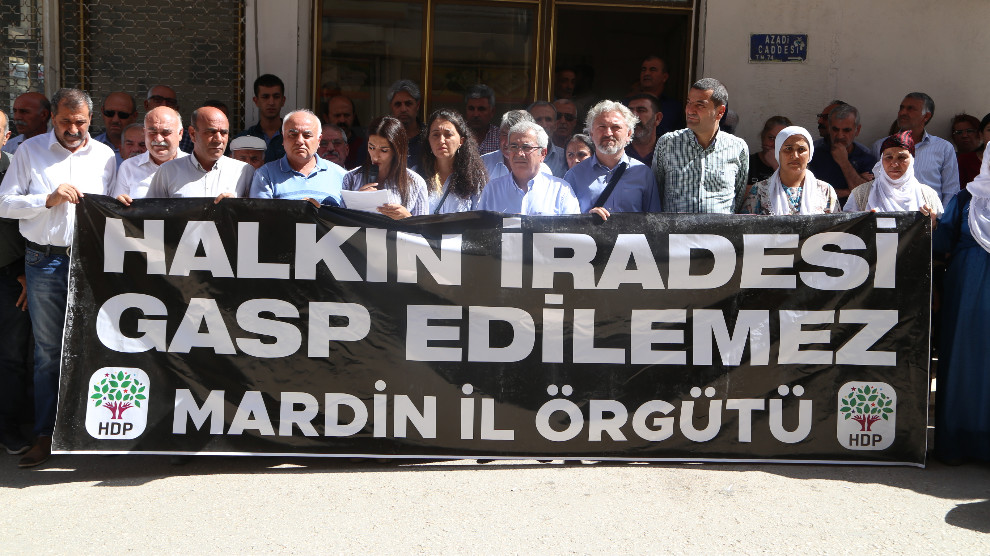 AZADİ
CADDESİ
HALKIN İRADESİ
GASP EDİLEMEZ
MARDİN İL ÖRGÜTÜ
HDP
HDP